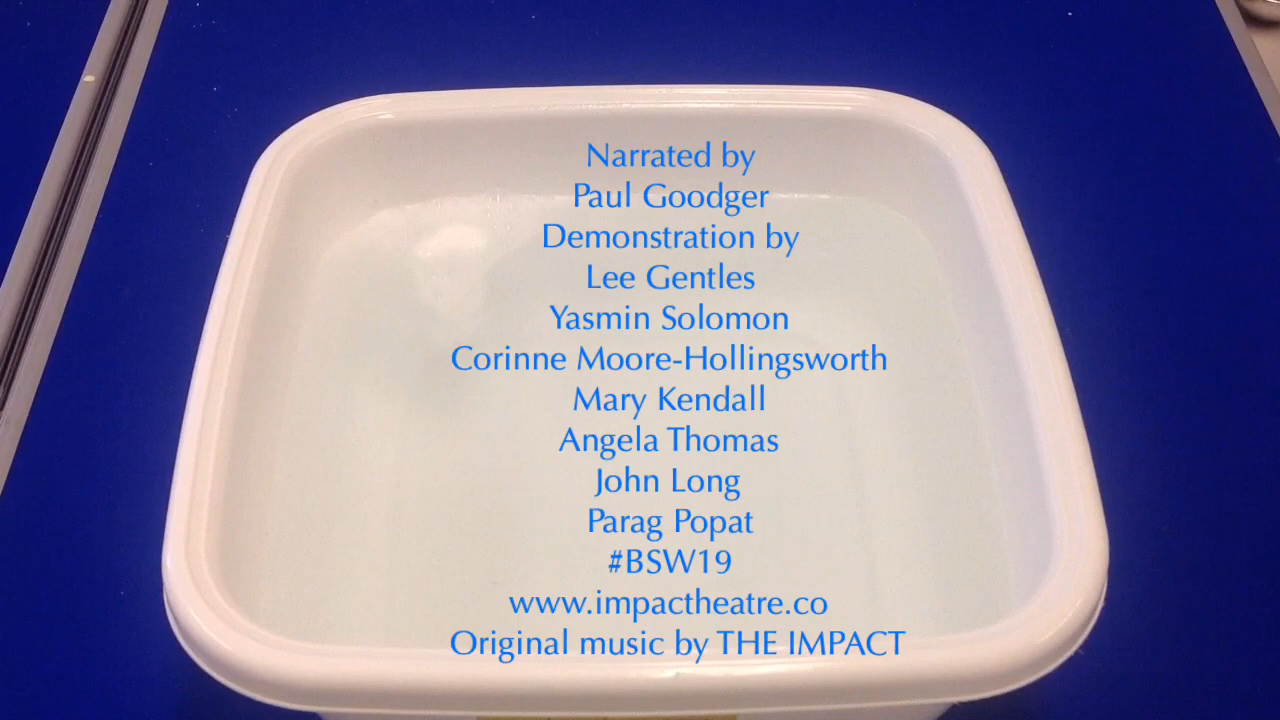 Narrated by
Paul Goodger
Demonstration by
Lee Gentles
Yasmin Solomon
Corinne Moore-Hollingsworth
Mary Kendall
Angela Thomas
John Long
Parag Popat
#BSW19
www.impactheatre.co
Original music by THE IMPACT